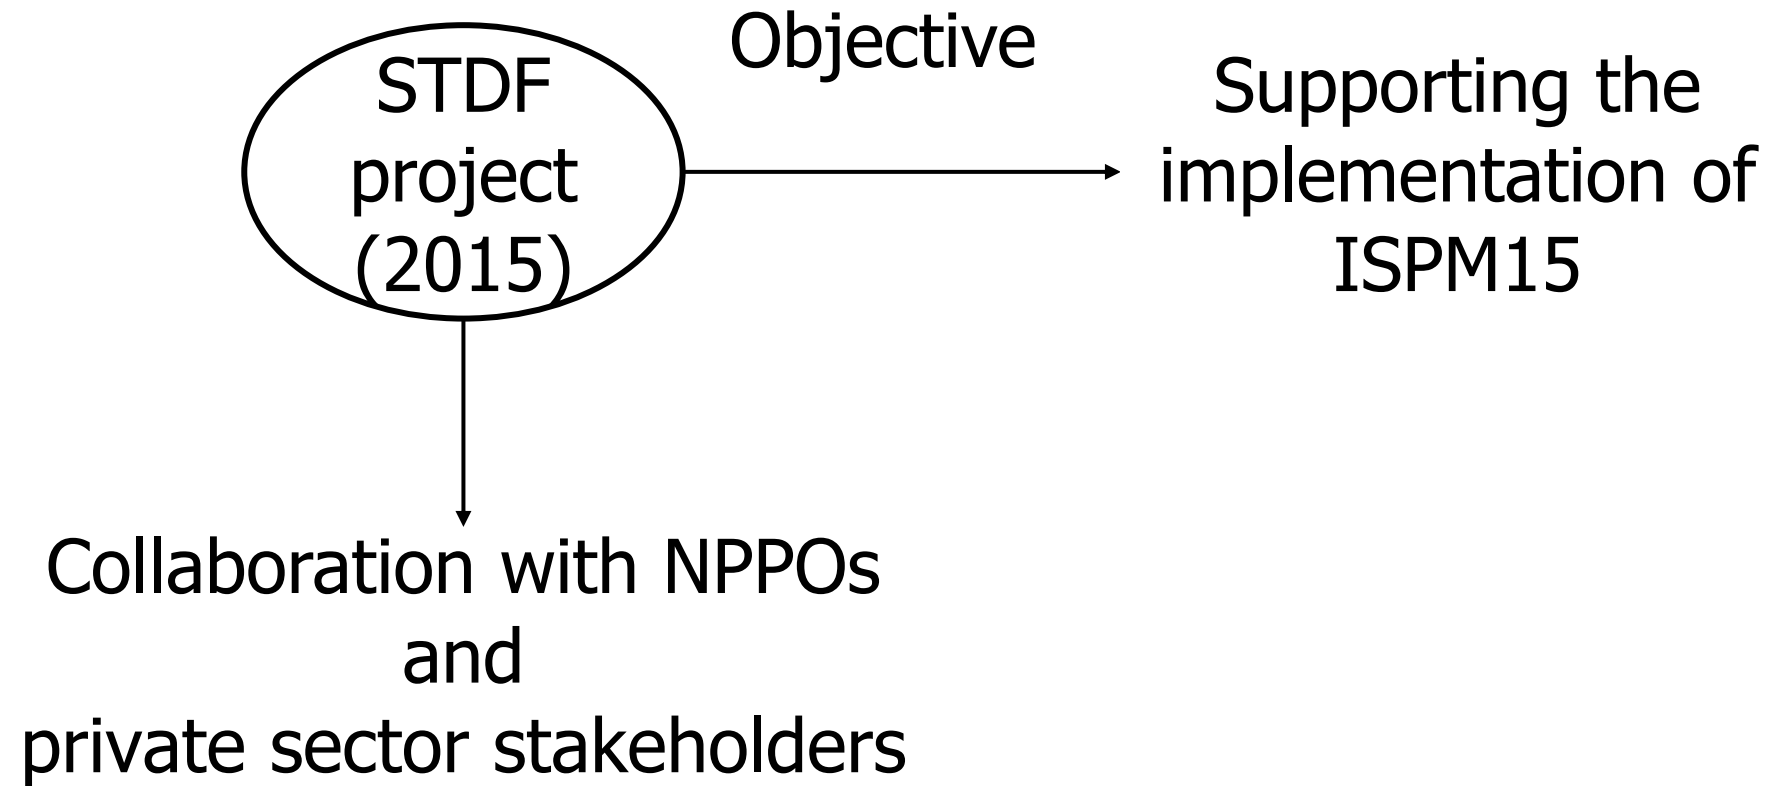 STDF
project
(2015)
Objective
Supporting the
implementation of
ISPM15
Collaboration with NPPOs
and
private sector stakeholders